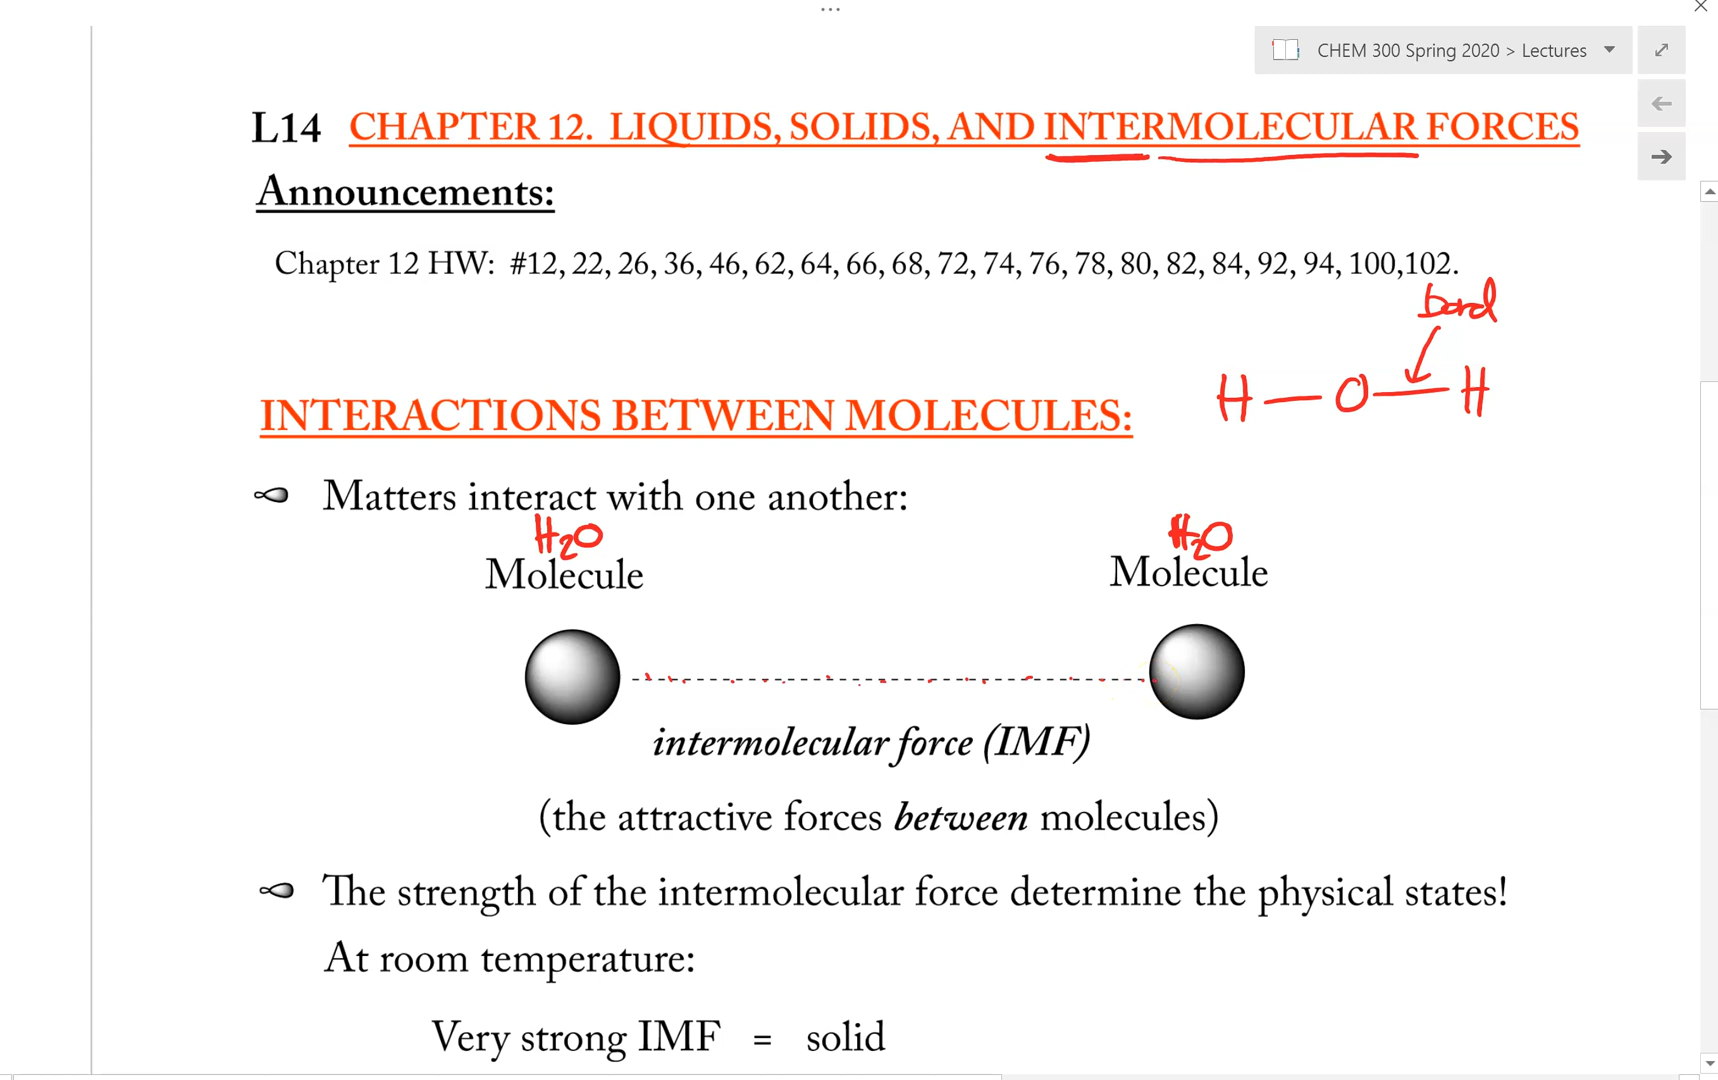 ...
CHEM 300 Spring 2020 > Lectures
L14 CHAPTER 12. LIQUIDS, SOLIDS, AND INTERMOLECULAR FORCES
Announcements:
Chapter 12 HW: #12, 22, 26, 36, 46, 62, 64, 66, 68, 72, 74, 76, 78, 80, 82, 84, 92, 94, 100,102.
bond
H — O — H
INTERACTIONS BETWEEN MOLECULES:
Matters interact with one another:
H₂O H₂O
Molecule Molecule
intermolecular force (IMF)
(the attractive forces between molecules)
The strength of the intermolecular force determine the physical states!
At room temperature:
Very strong IMF = solid